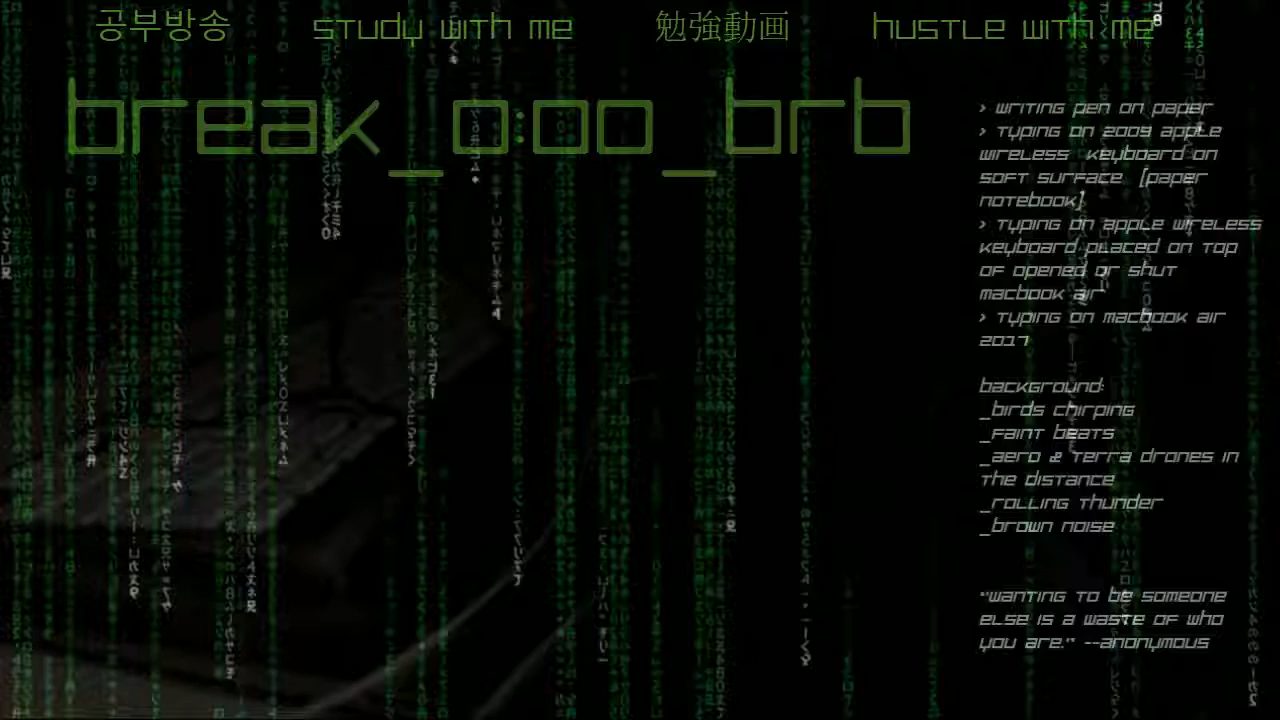 공부방송 study with me 勉強動画 hustle with me
break_0:00_brb
> writing pen on paper
> typing on 2009 apple
wireless keyboard on
soft surface [paper
notebook]
> typing on apple wireless
keyboard placed on top
of opened or shut
macbook air
> typing on macbook air
2017
background:
_birds chirping
_faint beats
_aero & terra drones in
the distance
_rolling thunder
_brown noise
"wanting to be someone
else is a waste of who
you are." --anonymous